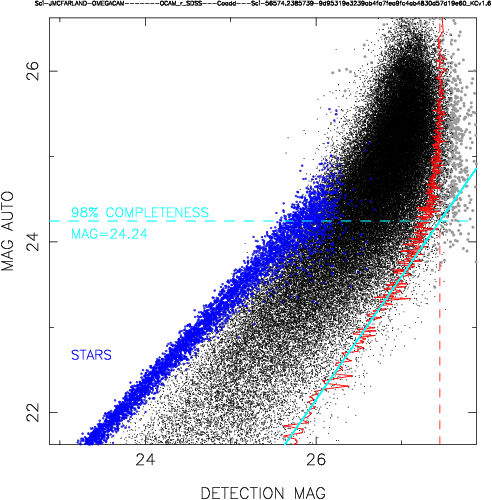 Sci-JMCFARLAND-OMEGACAM-------OCAM_r_SDSS---Coadd---Sci-56574.2385739-9d95319e3239ab4fa7fea9fc4ab4830d57d19e60_KCv1.6
26
98% COMPLETENESS
24
MAG=24.24
STARS
22
MAG AUTO
24
26
DETECTION MAG